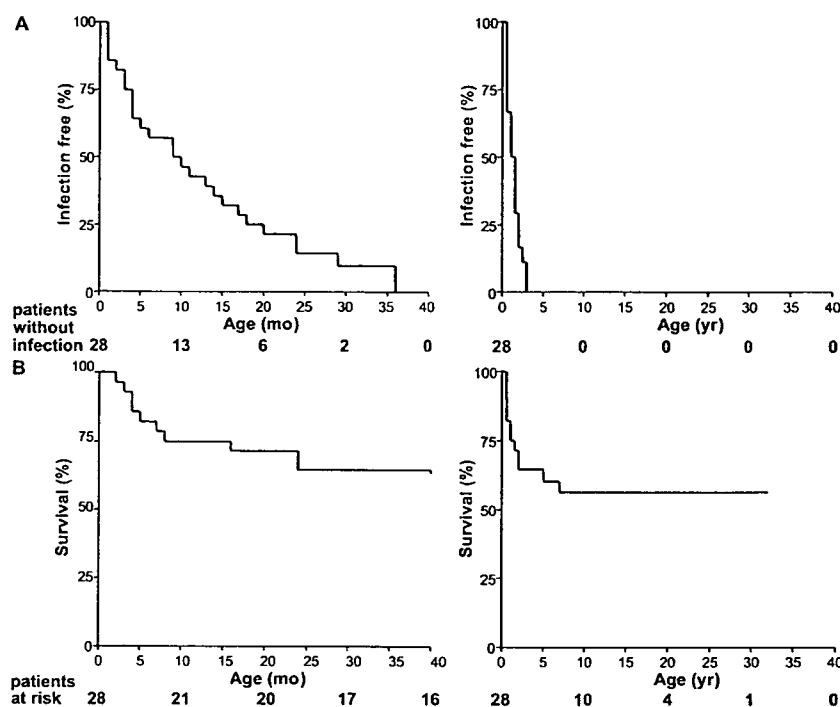 A
Infection free (%)
100
75
50
25
0
0 5 10 15 20 25 30 35 40
Age (mo)
patients
without
infection 28 13 6 2 0
Infection free (%)
100
75
50
25
0
0 5 10 15 20 25 30 35 40
Age (yr)
28 0 0 0 0
B
Survival (%)
100
75
50
25
0
0 5 10 15 20 25 30 35 40
Age (mo)
patients
at risk 28 21 20 17 16
Survival (%)
100
75
50
25
0
0 5 10 15 20 25 30 35 40
Age (yr)
28 10 4 1 0